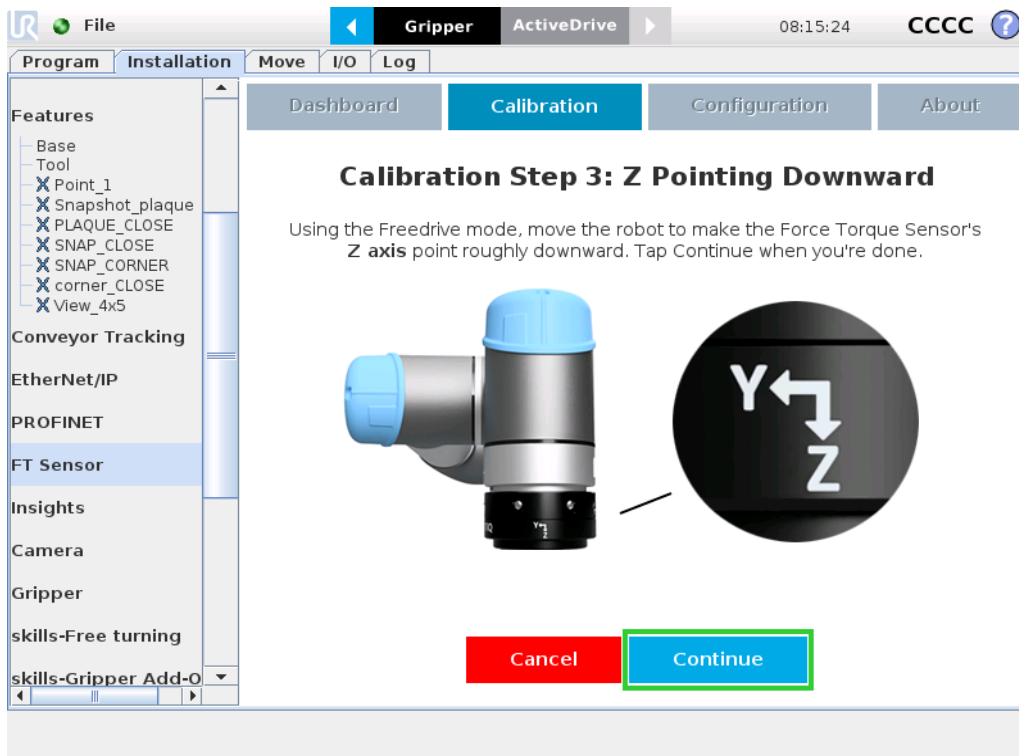 UR File Gripper ActiveDrive 08:15:24 CCCC ?
Program Installation Move I/O Log
Dashboard Calibration Configuration About
Features
Base
Tool
Point_1
Snapshot_plaque
PLAQUE_CLOSE
SNAP_CLOSE
SNAP_CORNER
corner_CLOSE
View_4x5
Conveyor Tracking
EtherNet/IP
PROFINET
FT Sensor
Insights
Camera
Gripper
skills-Free turning
skills-Gripper Add-O
Calibration Step 3: Z Pointing Downward
Using the Freedrive mode, move the robot to make the Force Torque Sensor's
Z axis point roughly downward. Tap Continue when you're done.
Y
Z
Cancel Continue